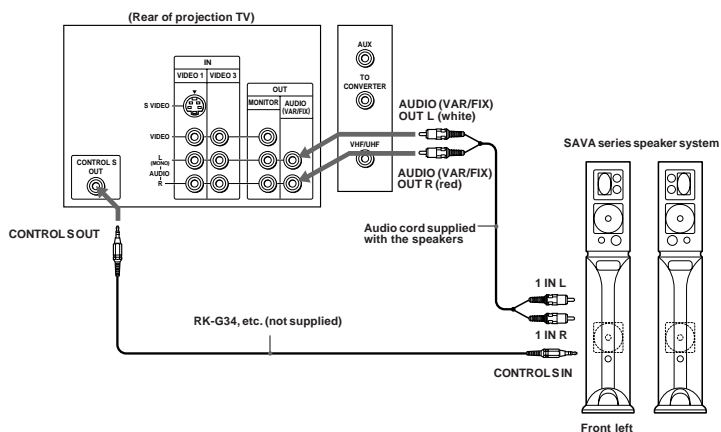 (Rear of projection TV)
IN
VIDEO 1 VIDEO 3
OUT
MONITOR AUDIO (VAR/FIX)
S VIDEO
VIDEO
L
(MONO)
AUDIO
R
CONTROL S
OUT
AUX
TO
CONVERTER
VHF/UHF
AUDIO (VAR/FIX)
OUT L (white)
AUDIO (VAR/FIX)
OUT R (red)
SAVA series speaker system
CONTROL S OUT
Audio cord supplied
with the speakers
1 IN L
1 IN R
RK-G34, etc. (not supplied)
CONTROL S IN
Front left